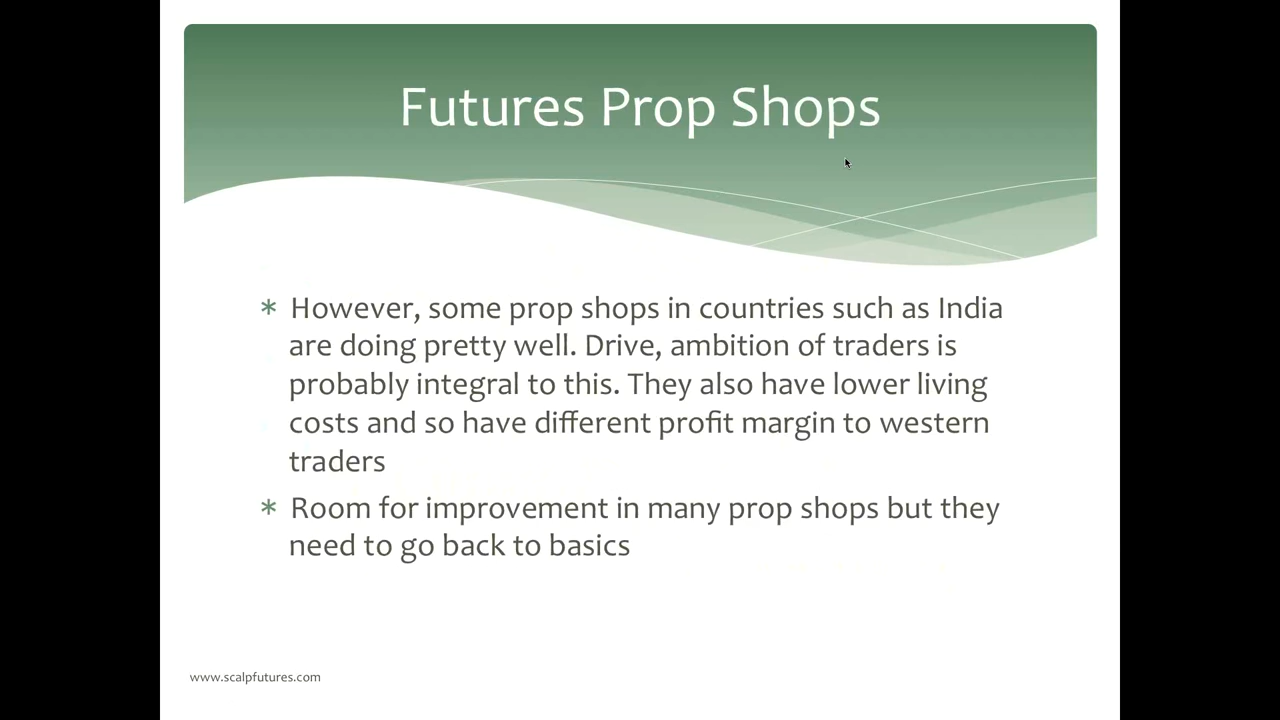 Futures Prop Shops
* However, some prop shops in countries such as India
are doing pretty well. Drive, ambition of traders is
probably integral to this. They also have lower living
costs and so have different profit margin to western
traders
* Room for improvement in many prop shops but they
need to go back to basics
www.scalpfutures.com